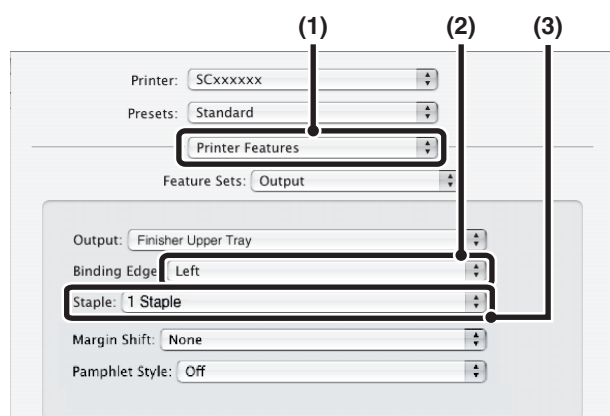 (1) (2) (3)
Printer: SCxxxxxx
Presets: Standard
Printer Features
Feature Sets: Output
Output: Finisher Upper Tray
Binding Edge Left
Staple: 1 Staple
Margin Shift: None
Pamphlet Style: Off